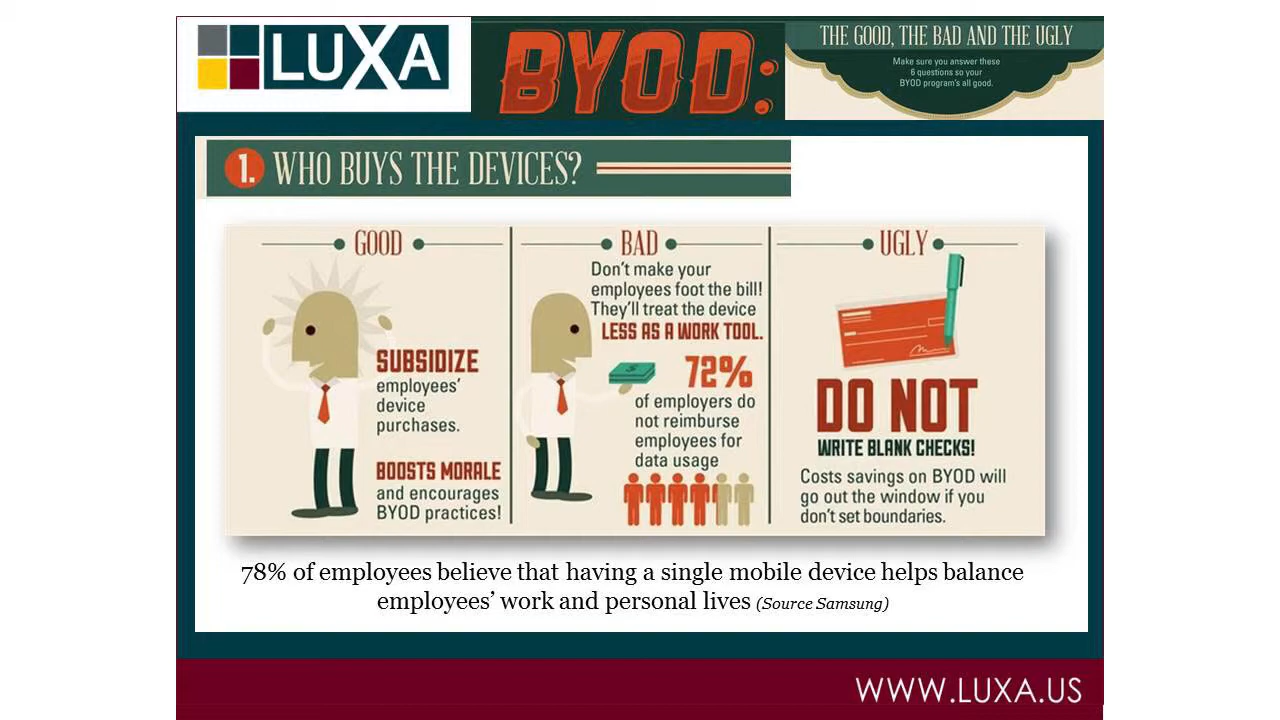 LUXA
BYOD:
THE GOOD, THE BAD AND THE UGLY
Make sure you answer these
6 questions so your
BYOD program's all good.
1. WHO BUYS THE DEVICES?
GOOD
SUBSIDIZE
employees'
device
purchases.
BOOSTS MORALE
and encourages
BYOD practices!
BAD
Don't make your
employees foot the bill!
They'll treat the device
LESS AS A WORK TOOL.
72%
of employers do
not reimburse
employees for
data usage
UGLY
DO NOT
WRITE BLANK CHECKS!
Costs savings on BYOD will
go out the window if you
don't set boundaries.
78% of employees believe that having a single mobile device helps balance
employees' work and personal lives (Source Samsung)
WWW.LUXA.US